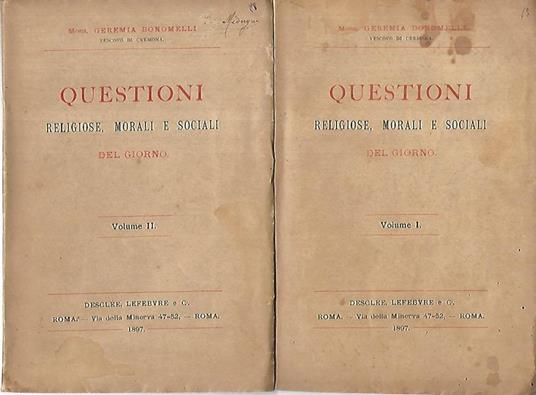 Mons. GEREMIA BONOMELLI
VESCOVO DI CREMONA.
QUESTIONI
RELIGIOSE, MORALI E SOCIALI
DEL GIORNO.
Volume II.
DESCLÉE, LEFEBVRE e C.
ROMA. — Via della Minerva 47-52, — ROMA.
1897.
Mons. GEREMIA BONOMELLI
VESCOVO DI CREMONA.
QUESTIONI
RELIGIOSE, MORALI E SOCIALI
DEL GIORNO.
Volume I.
DESCLÉE, LEFEBVRE e C.
ROMA. — Via della Minerva 47-52, — ROMA.
1897.